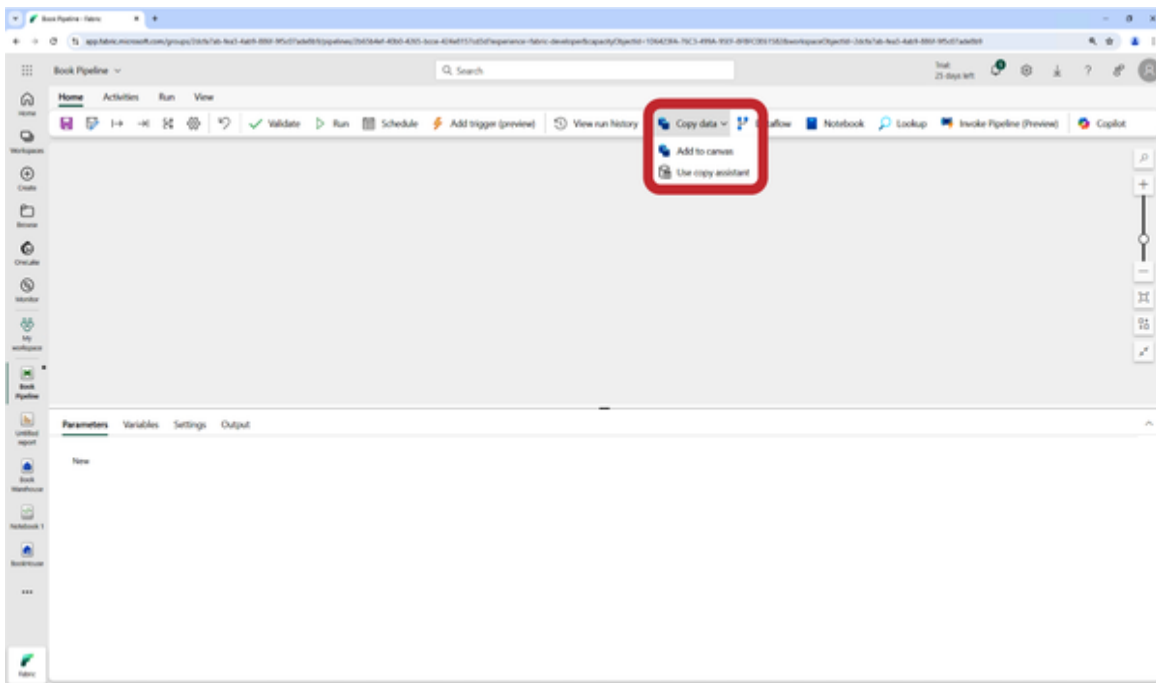 Book Pipeline - Fabric
Book Pipeline
Search
Trial:
25 days left
Home Activities Run View
Validate Run Schedule Add trigger (preview) View run history Copy data Notebook Lookup Invoke Pipeline (Preview) Copilot
Add to canvas
Use copy assistant
Home
Workspaces
Create
Browse
OneLake
Monitor
My
workspace
Book
Pipeline
Untitled
report
Book
Warehouse
Notebook 1
BookHouse
Fabric
Parameters Variables Settings Output
New